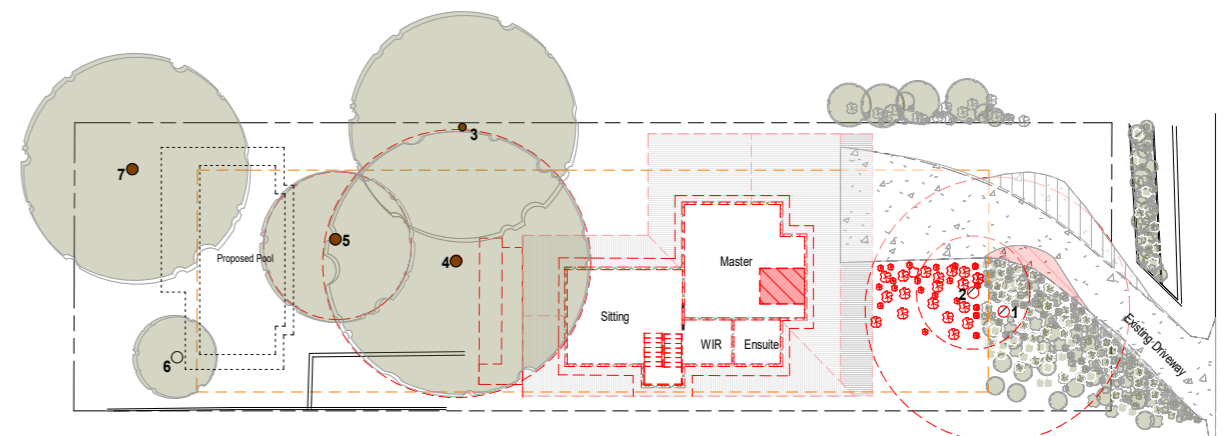 3
7
5
Proposed Pool
4
Master
Sitting
2
1
6
WIR
Ensuite
Existing Driveway